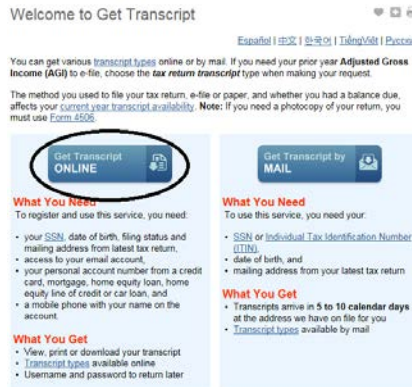 Welcome to Get Transcript
Español | 中文 | 한국어 | TiếngViệt | Русски
You can get various transcript types online or by mail. If you need your prior year Adjusted Gross
Income (AGI) to e-file, choose the tax return transcript type when making your request.
The method you used to file your tax return, e-file or paper, and whether you had a balance due,
affects your current year transcript availability. Note: If you need a photocopy of your return, you
must use Form 4506.
Get Transcript
ONLINE
What You Need
To register and use this service, you need:
• your SSN, date of birth, filing status and
mailing address from latest tax return,
• access to your email account,
• your personal account number from a credit
card, mortgage, home equity loan, home
equity line of credit or car loan, and
• a mobile phone with your name on the
account.
What You Get
• View, print or download your transcript
• Transcript types available online
• Username and password to return later
Get Transcript by
MAIL
What You Need
To use this service, you need your:
• SSN or Individual Tax Identification Number
(ITIN),
• date of birth, and
• mailing address from your latest tax return
What You Get
• Transcripts arrive in 5 to 10 calendar days
at the address we have on file for you
• Transcript types available by mail